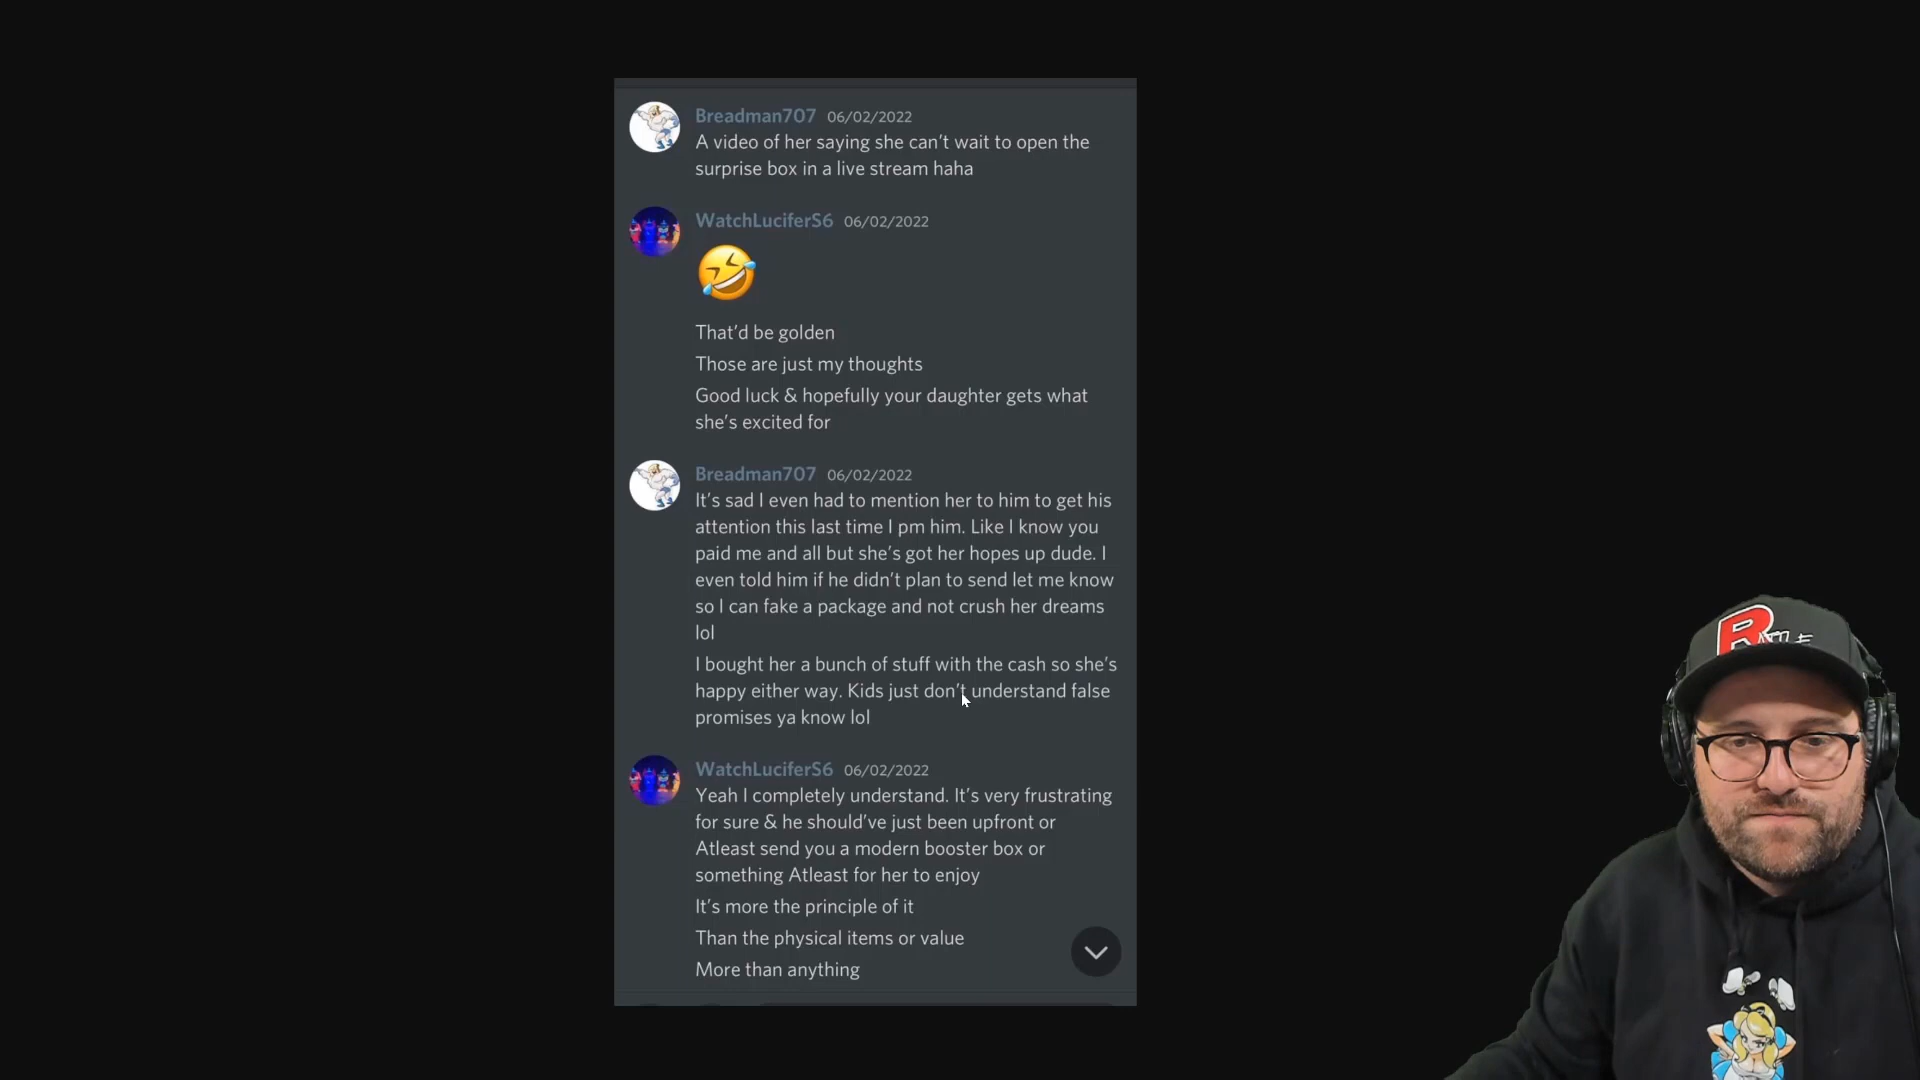 Breadman707 06/02/2022
A video of her saying she can't wait to open the
surprise box in a live stream haha
WatchLuciferS6 06/02/2022
That'd be golden
Those are just my thoughts
Good luck & hopefully your daughter gets what
she's excited for
Breadman707 06/02/2022
It's sad I even had to mention her to him to get his
attention this last time I pm him. Like I know you
paid me and all but she's got her hopes up dude. I
even told him if he didn't plan to send let me know
so I can fake a package and not crush her dreams
lol
I bought her a bunch of stuff with the cash so she's
happy either way. Kids just don't understand false
promises ya know lol
WatchLuciferS6 06/02/2022
Yeah I completely understand. It's very frustrating
for sure & he should've just been upfront or
Atleast send you a modern booster box or
something Atleast for her to enjoy
It's more the principle of it
Than the physical items or value
More than anything